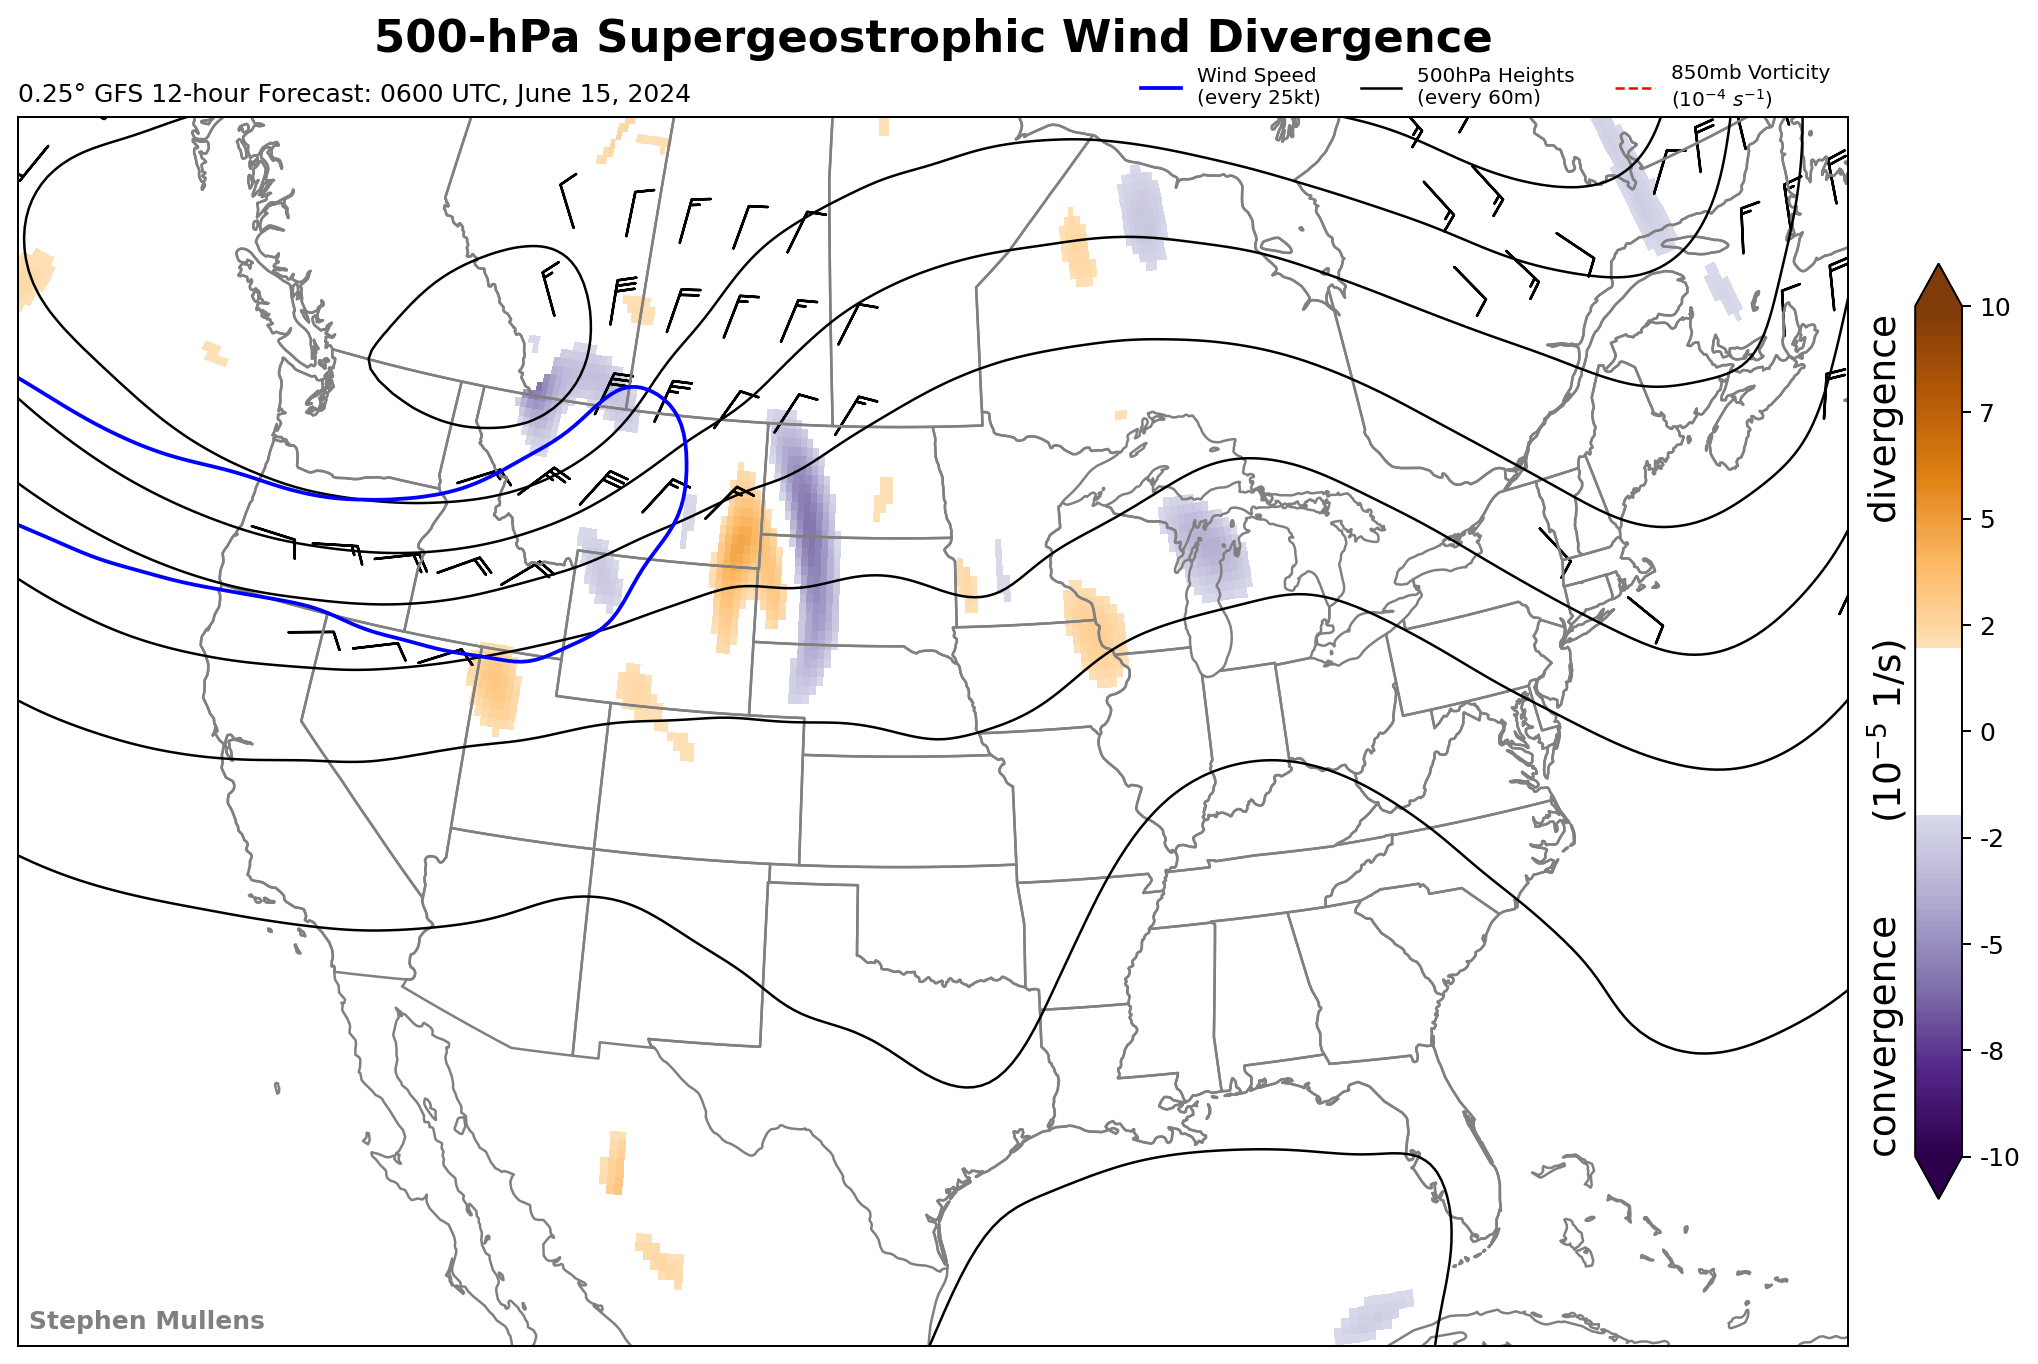 500-hPa Supergeostrophic Wind Divergence
0.25° GFS 12-hour Forecast: 0600 UTC, June 15, 2024
Wind Speed
(every 25kt)
500hPa Heights
(every 60m)
850mb Vorticity
(10⁻⁴ s⁻¹)
10
7
5
2
0
-2
-5
-8
-10
convergence (10⁻⁵ 1/s) divergence
Stephen Mullens